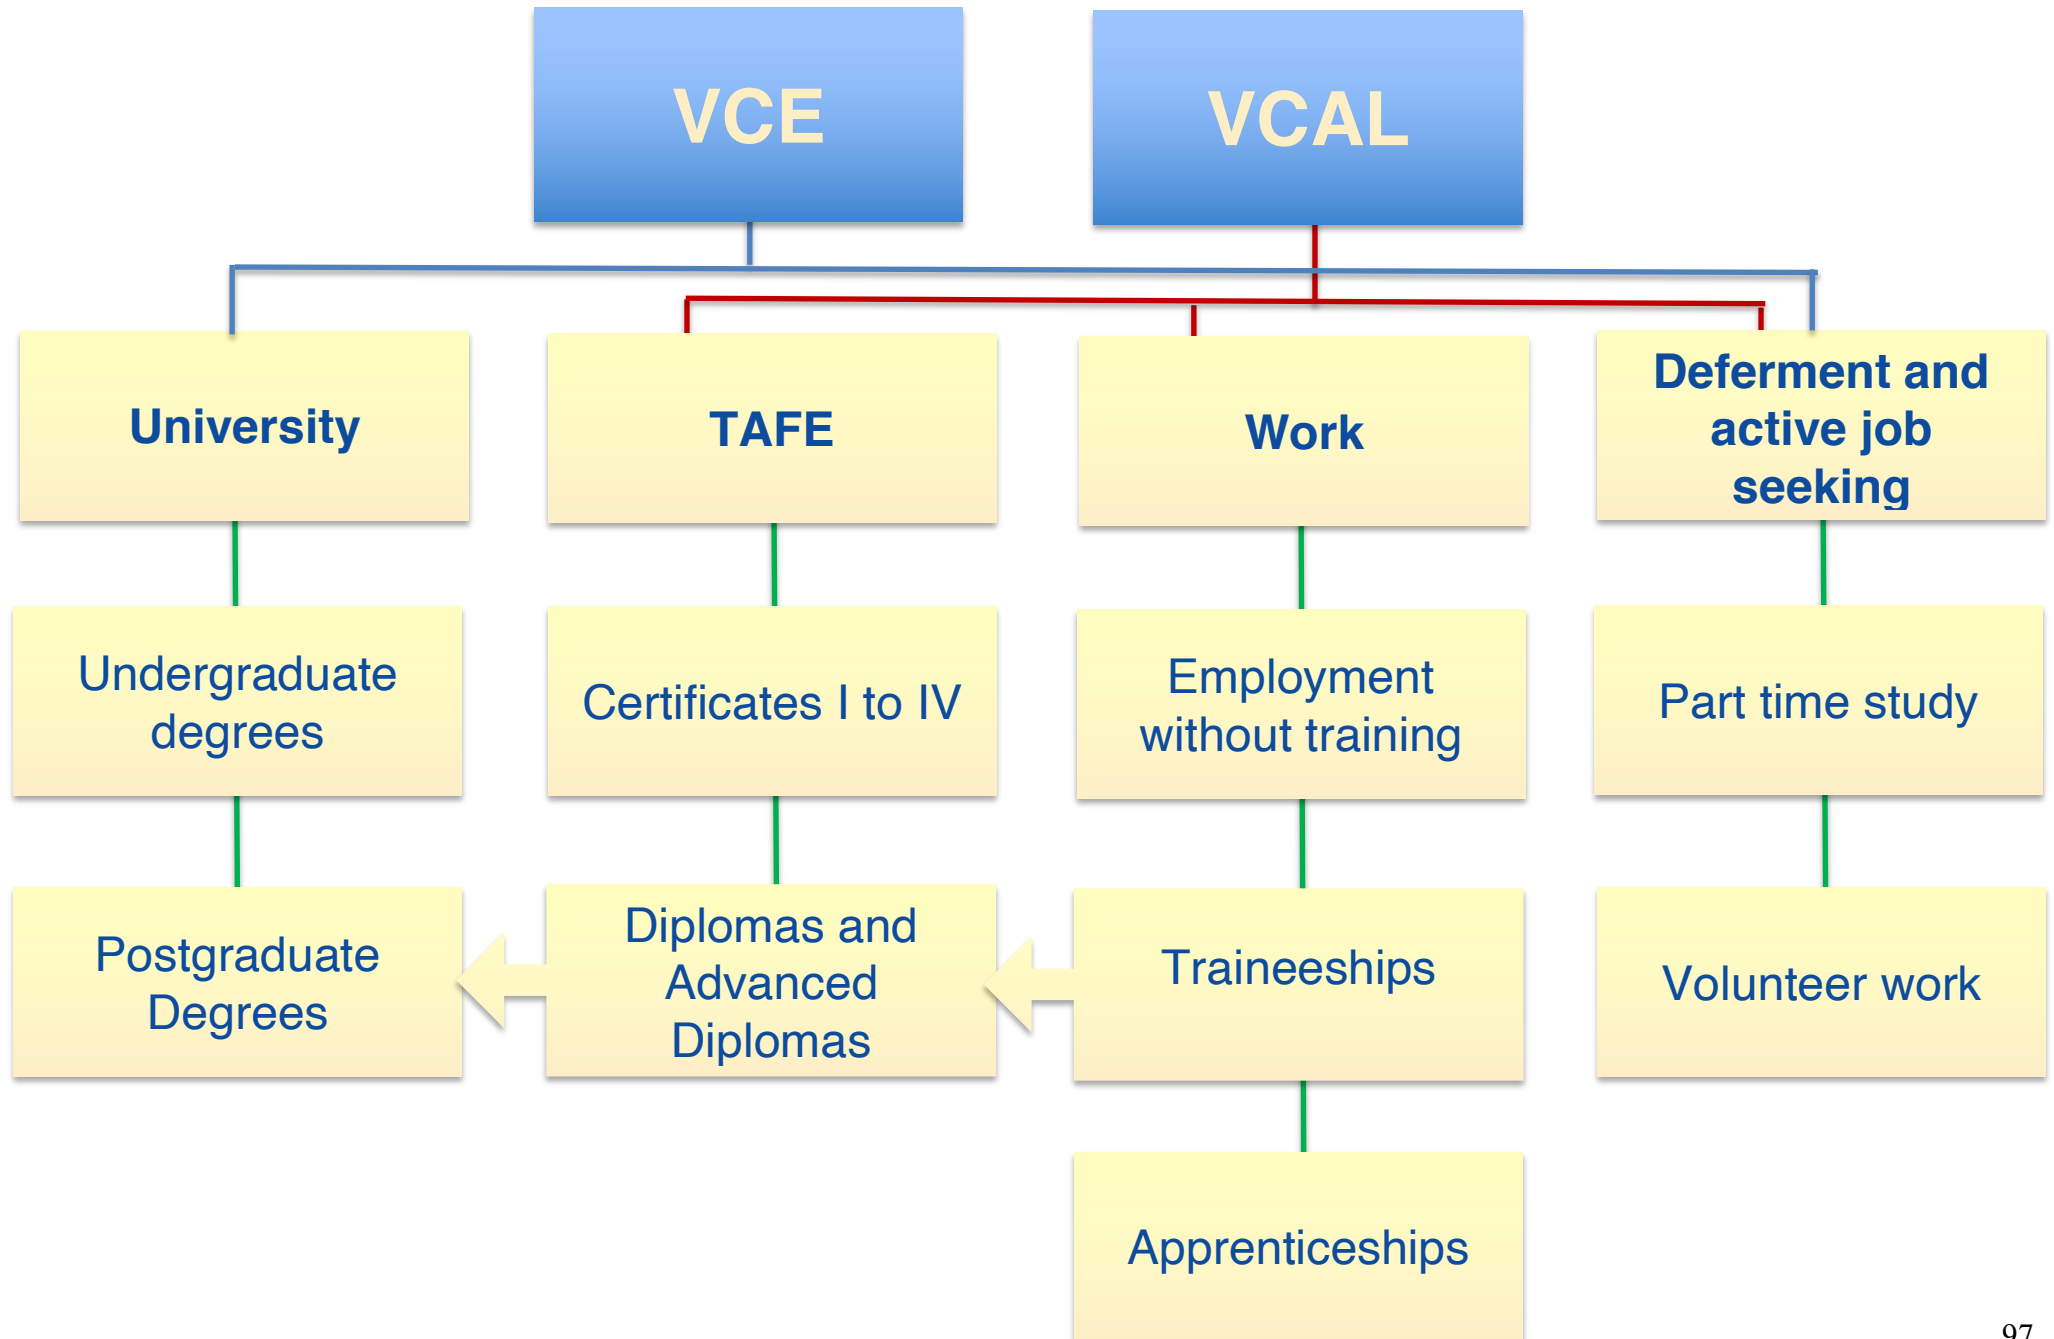 VCE
VCAL
University
TAFE
Work
Deferment and
active job
seeking
Undergraduate
degrees
Certificates I to IV
Employment
without training
Part time study
Postgraduate
Degrees
Diplomas and
Advanced
Diplomas
Traineeships
Volunteer work
Apprenticeships
97